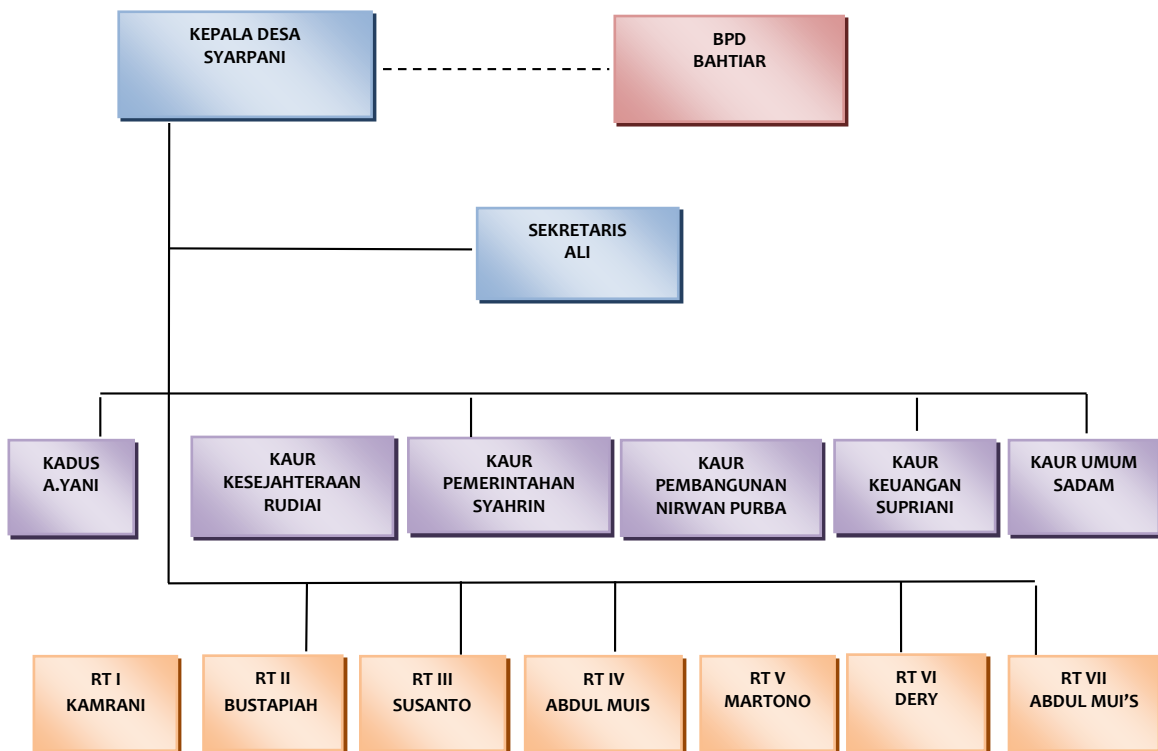 KEPALA DESA
SYARPANI
BPD
BAHTIAR
SEKRETARIS
ALI
KADUS
A.YANI
KAUR
KESEJAHTERAAN
RUDIAI
KAUR
PEMERINTAHAN
SYAHRIN
KAUR
PEMBANGUNAN
NIRWAN PURBA
KAUR
KEUANGAN
SUPRIANI
KAUR UMUM
SADAM
RT I
KAMRANI
RT II
BUSTAPIAH
RT III
SUSANTO
RT IV
ABDUL MUIS
RT V
MARTONO
RT VI
DERY
RT VII
ABDUL MUI’S